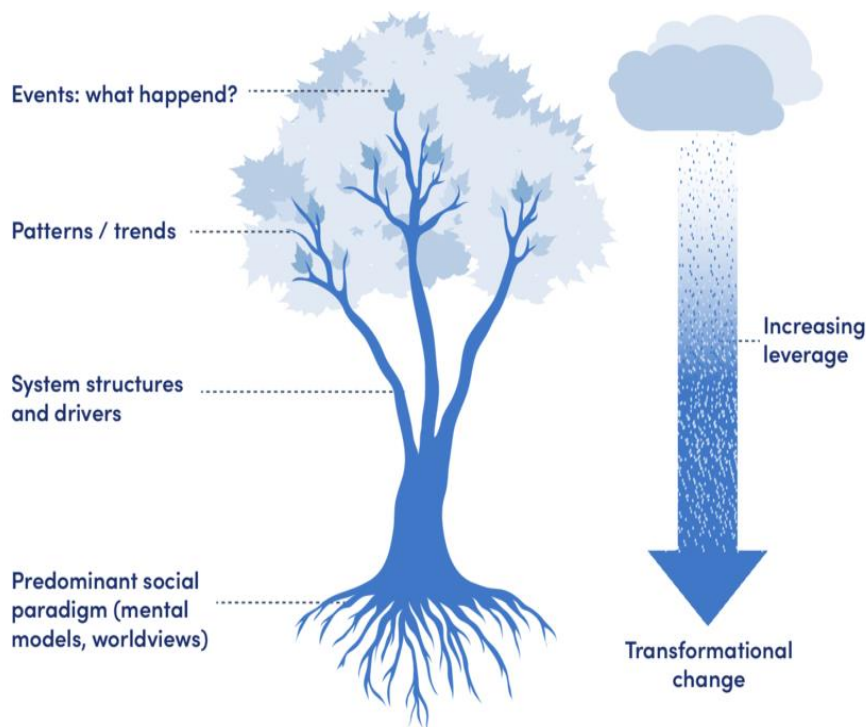 Events: what happend?
Patterns / trends
System structures
and drivers
Predominant social
paradigm (mental
models, worldviews)
Increasing
leverage
Transformational
change